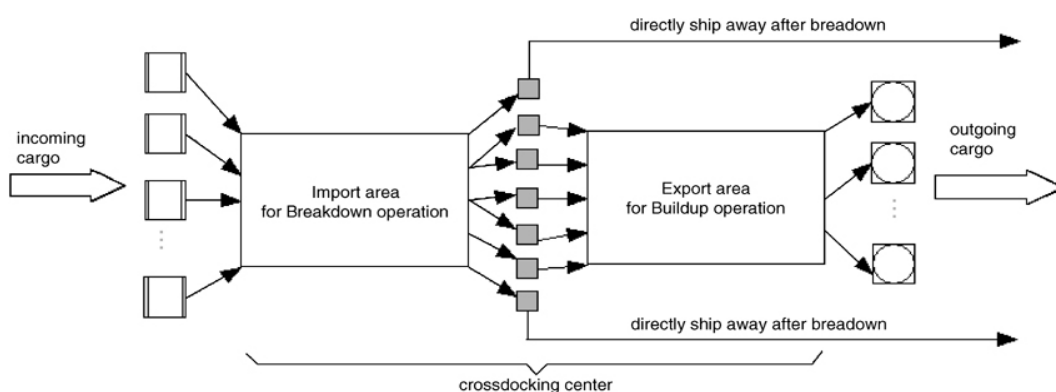 directly ship away after breadown
incoming
cargo
Import area
for Breakdown operation
Export area
for Buildup operation
outgoing
cargo
directly ship away after breadown
crossdocking center